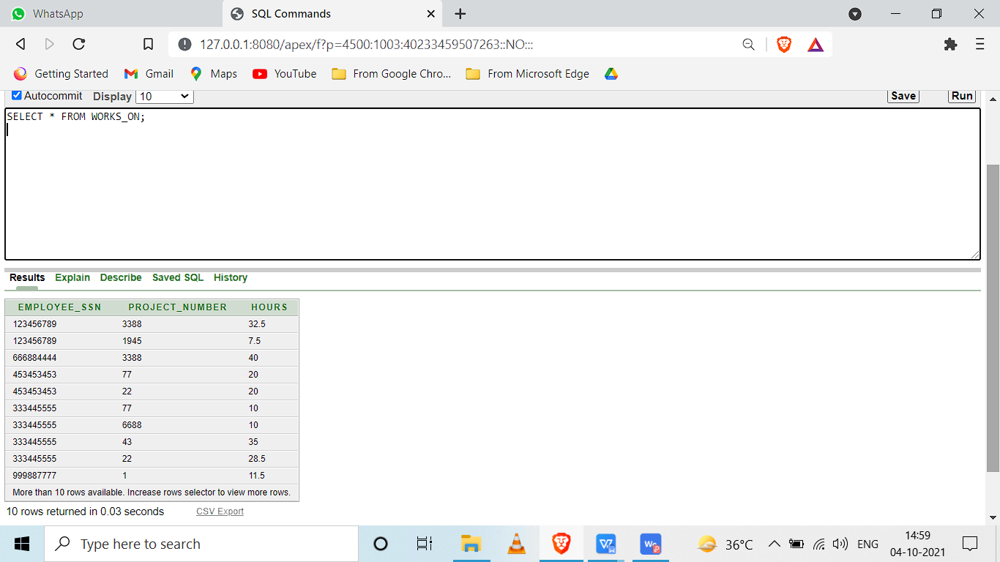 WhatsApp
SQL Commands
127.0.0.1:8080/apex/f?p=4500:1003:40233459507263::NO:::
Getting Started Gmail Maps YouTube From Google Chro... From Microsoft Edge
Autocommit Display 10 Save Run
SELECT * FROM WORKS_ON;
Results Explain Describe Saved SQL History
EMPLOYEE_SSN PROJECT_NUMBER HOURS
123456789 3388 32.5
123456789 1945 7.5
666884444 3388 40
453453453 77 20
453453453 22 20
333445555 77 10
333445555 6688 10
333445555 43 35
333445555 22 28.5
999887777 1 11.5
More than 10 rows available. Increase rows selector to view more rows.
10 rows returned in 0.03 seconds CSV Export
Type here to search
36°C ENG
14:59
04-10-2021